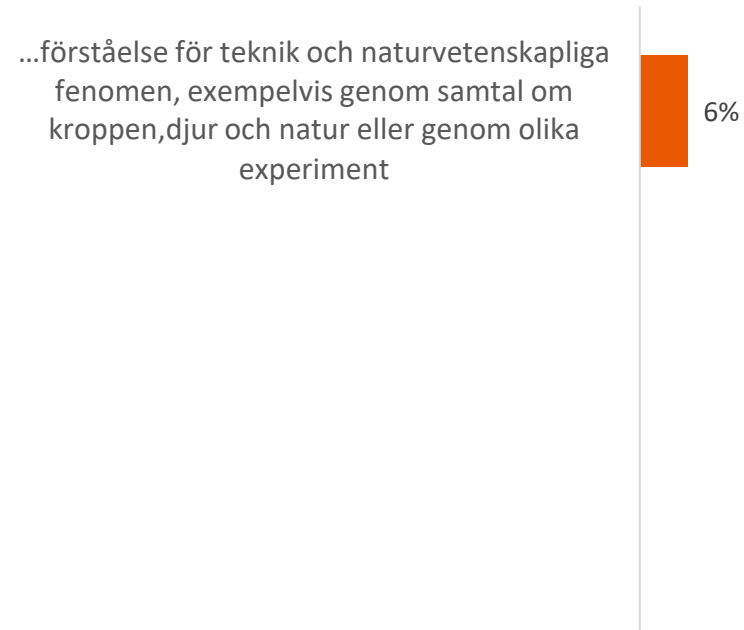 ...förståelse för teknik och naturvetenskapliga
fenomen, exempelvis genom samtal om
kroppen,djur och natur eller genom olika
experiment
6%